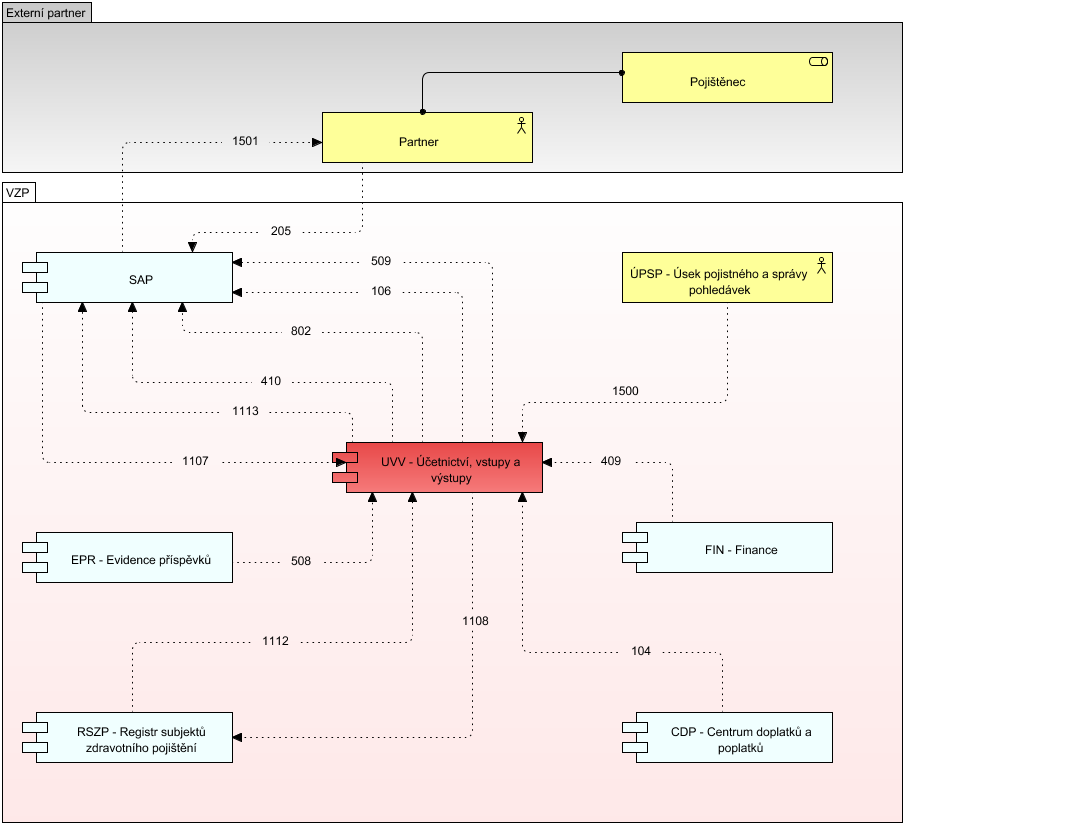 Externí partner
Pojištěnec
Partner
1501
VZP
205
SAP
509
106
ÚPSP - Úsek pojistného a správy
pohledávek
802
410
1500
1113
1107
UVV - Účetnictví, vstupy a
výstupy
409
EPR - Evidence příspěvků
508
FIN - Finance
1108
1112
104
RSZP - Registr subjektů
zdravotního pojištění
CDP - Centrum doplatků a
poplatků